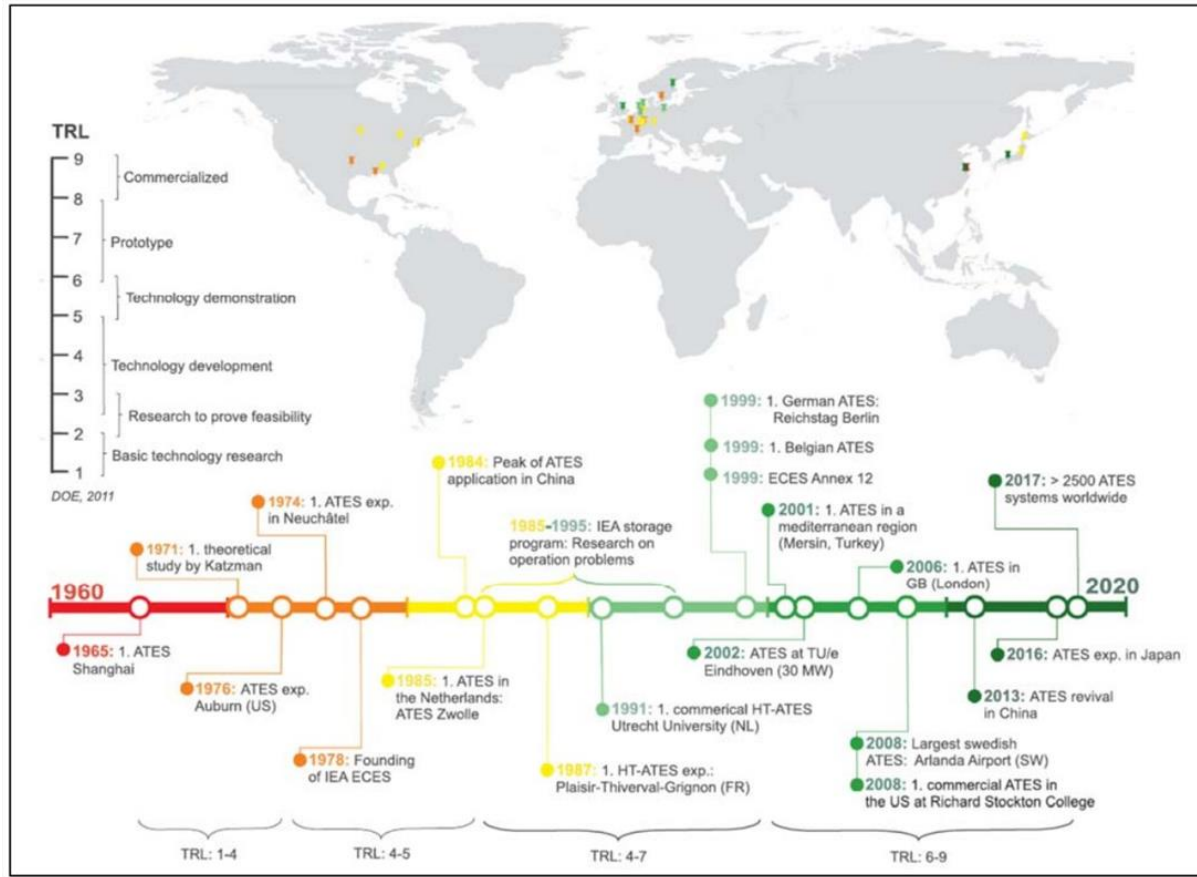 TRL
9
Commercialized
8
7
Prototype
6
Technology demonstration
5
4
Technology development
3
Research to prove feasibility
2
Basic technology research
1
DOE, 2011
1999: 1. German ATES:
Reichstag Berlin
1999: 1. Belgian ATES
1999: ECES Annex 12
1984: Peak of ATES
application in China
2017: > 2500 ATES
systems worldwide
1974: 1. ATES exp.
in Neuchâtel
2001: 1. ATES in a
mediterranean region
(Mersin, Turkey)
1985-1995: IEA storage
program: Research on
operation problems
1971: 1. theoretical
study by Katzman
2006: 1. ATES in
GB (London)
1960
2020
1965: 1. ATES
Shanghai
2002: ATES at TU/e
Eindhoven (30 MW)
2016: ATES exp. in Japan
1976: ATES exp.
Auburn (US)
1985: 1. ATES in
the Netherlands:
ATES Zwolle
1991: 1. commerical HT-ATES
Utrecht University (NL)
2013: ATES revival
in China
1978: Founding
of IEA ECES
1987: 1. HT-ATES exp.:
Plaisir-Thiverval-Grignon (FR)
2008: Largest swedish
ATES: Arlanda Airport (SW)
2008: 1. commercial ATES in
the US at Richard Stockton College
TRL: 1-4
TRL: 4-5
TRL: 4-7
TRL: 6-9